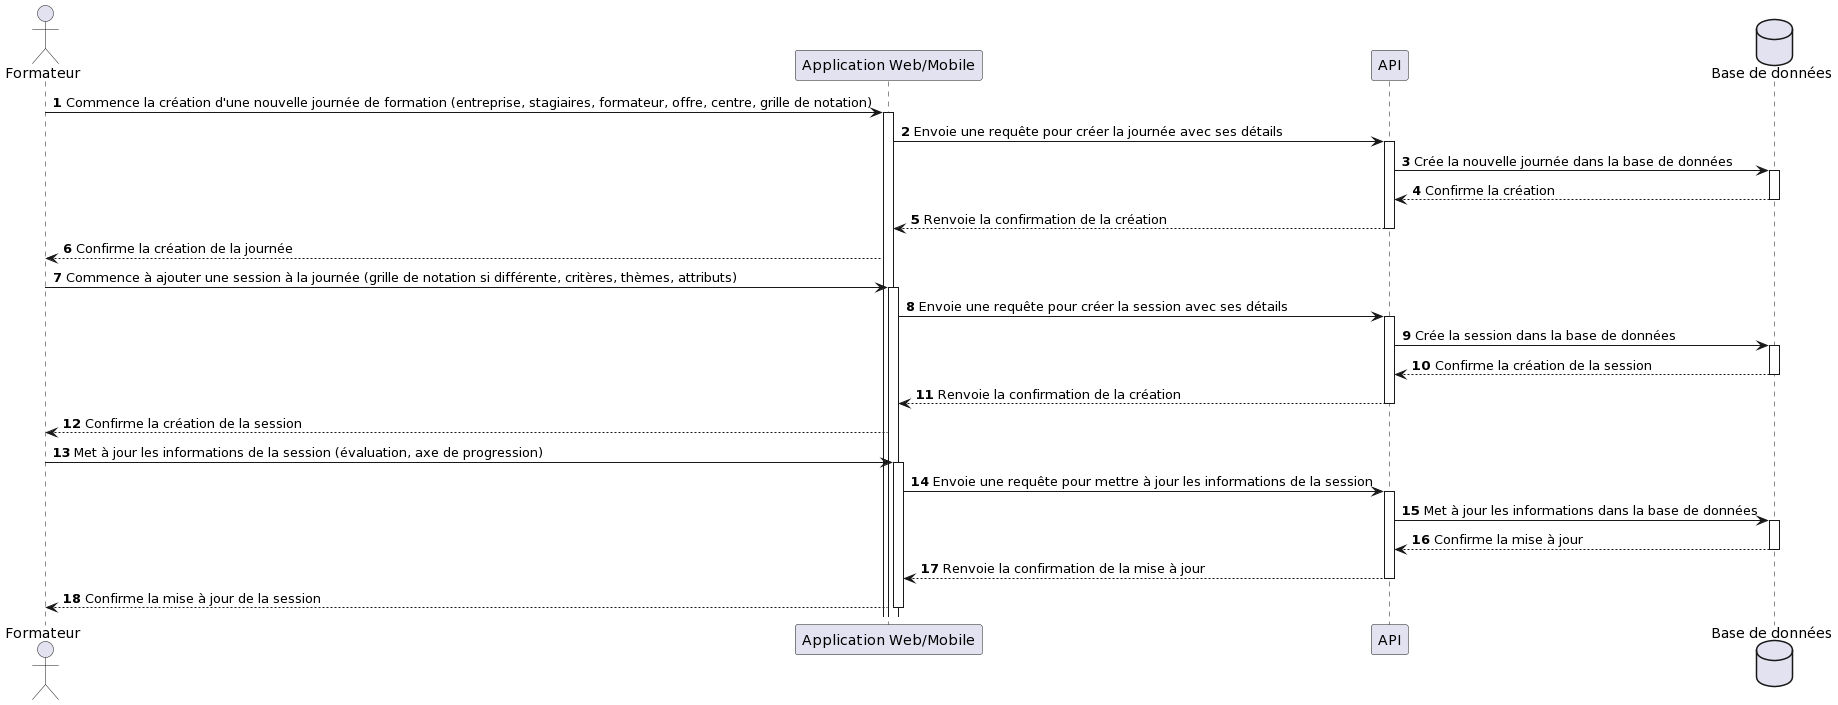 Formateur
Application Web/Mobile
API
Base de données
1 Commence la création d'une nouvelle journée de formation (entreprise, stagiaires, formateur, offre, centre, grille de notation)
2 Envoie une requête pour créer la journée avec ses détails
3 Crée la nouvelle journée dans la base de données
4 Confirme la création
5 Renvoie la confirmation de la création
6 Confirme la création de la journée
7 Commence à ajouter une session à la journée (grille de notation si différente, critères, thèmes, attributs)
8 Envoie une requête pour créer la session avec ses détails
9 Crée la session dans la base de données
10 Confirme la création de la session
11 Renvoie la confirmation de la création
12 Confirme la création de la session
13 Met à jour les informations de la session (évaluation, axe de progression)
14 Envoie une requête pour mettre à jour les informations de la session
15 Met à jour les informations dans la base de données
16 Confirme la mise à jour
17 Renvoie la confirmation de la mise à jour
18 Confirme la mise à jour de la session
Formateur
Application Web/Mobile
API
Base de données